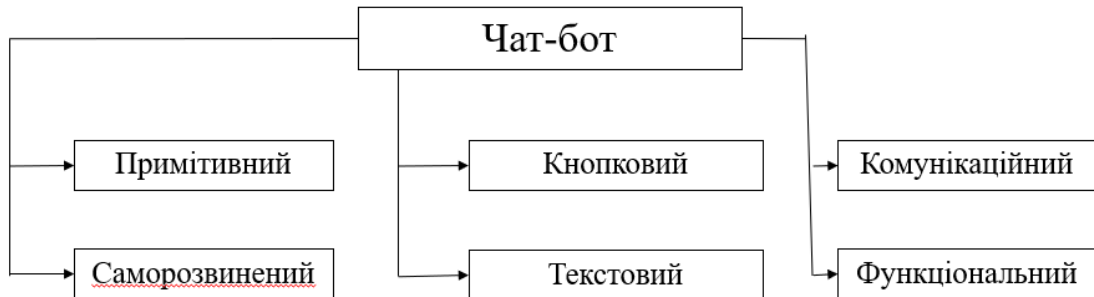 Чат-бот
Примітивний
Кнопковий
Комунікаційний
Саморозвинений
Текстовий
Функціональний